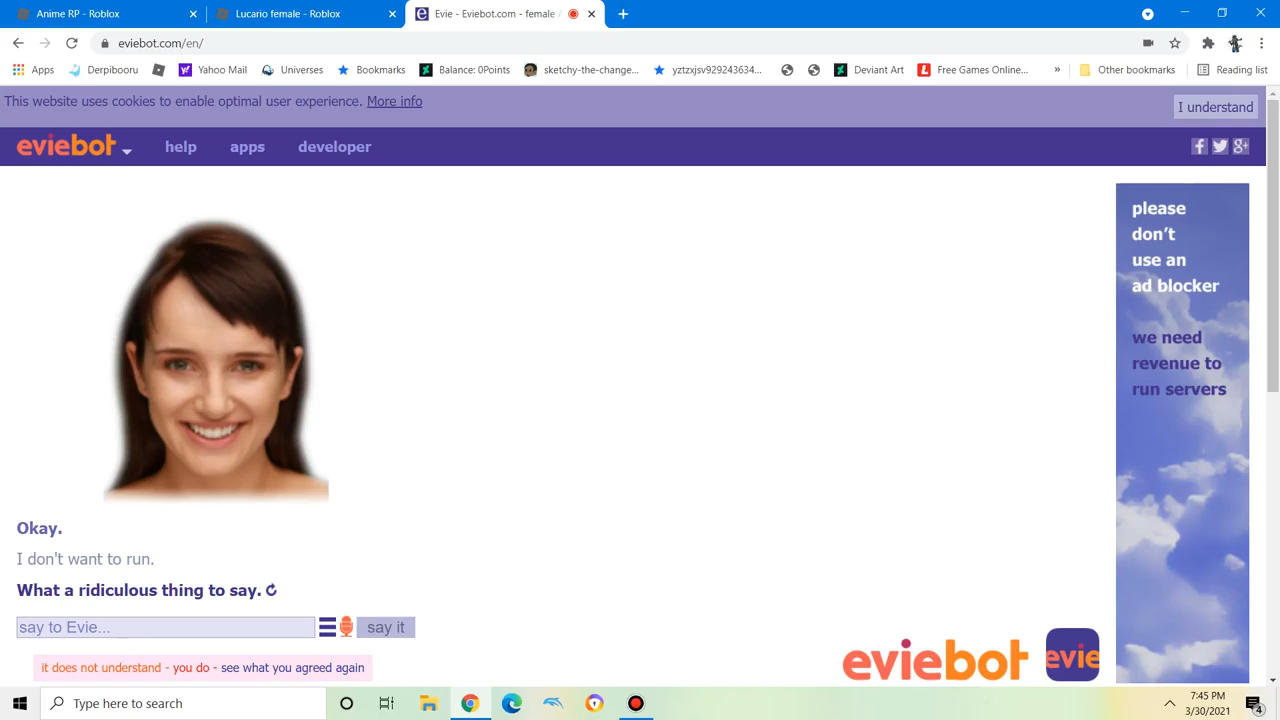 Anime RP - Roblox
Lucario female - Roblox
Evie - Eviebot.com - female /
eviebot.com/en/
Apps
Derpibooru
Yahoo Mail
Universes
Bookmarks
Balance: 0Points
sketchy-the-change...
yztzxjsv929243634...
Deviant Art
Free Games Online...
»
Other bookmarks
Reading list
This website uses cookies to enable optimal user experience. More info
I understand
eviebot
help
apps
developer
please
don't
use an
ad blocker
we need
revenue to
run servers
Okay.
I don't want to run.
What a ridiculous thing to say.
say to Evie...
say it
it does not understand - you do - see what you agreed again
eviebot
evie
Type here to search
7:45 PM
3/30/2021
4